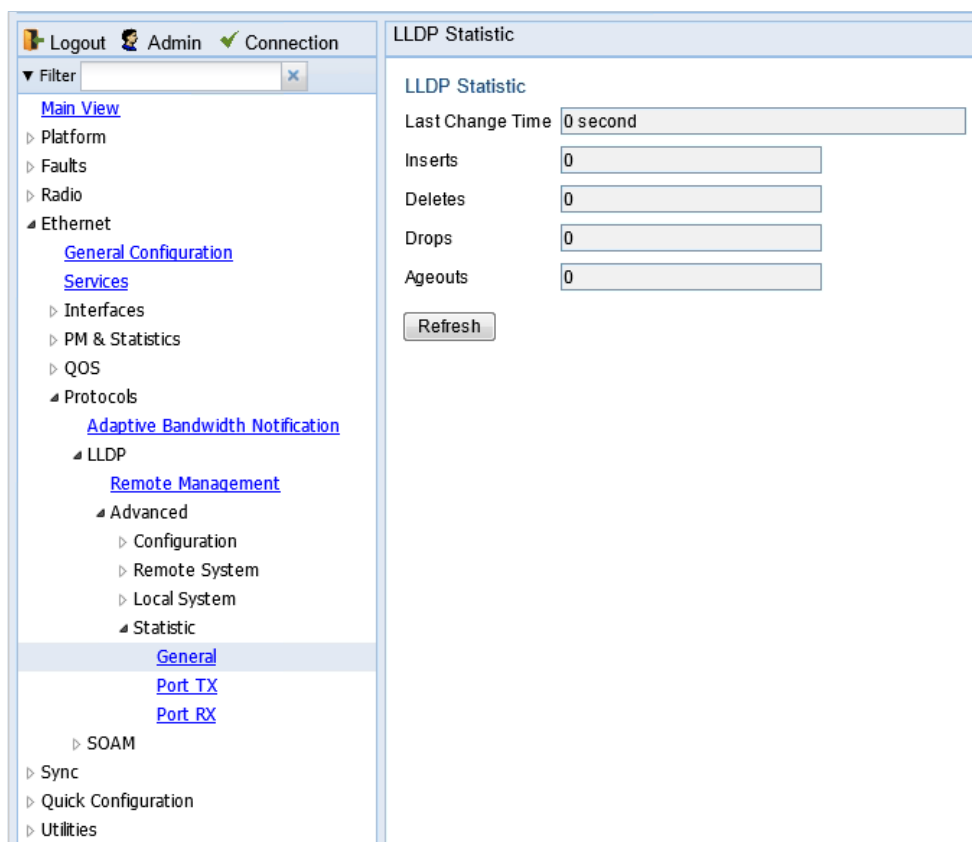 Logout Admin Connection
Filter
Main View
Platform
Faults
Radio
Ethernet
General Configuration
Services
Interfaces
PM & Statistics
QOS
Protocols
Adaptive Bandwidth Notification
LLDP
Remote Management
Advanced
Configuration
Remote System
Local System
Statistic
General
Port TX
Port RX
SOAM
Sync
Quick Configuration
Utilities
LLDP Statistic
LLDP Statistic
Last Change Time 0 second
Inserts 0
Deletes 0
Drops 0
Ageouts 0
Refresh